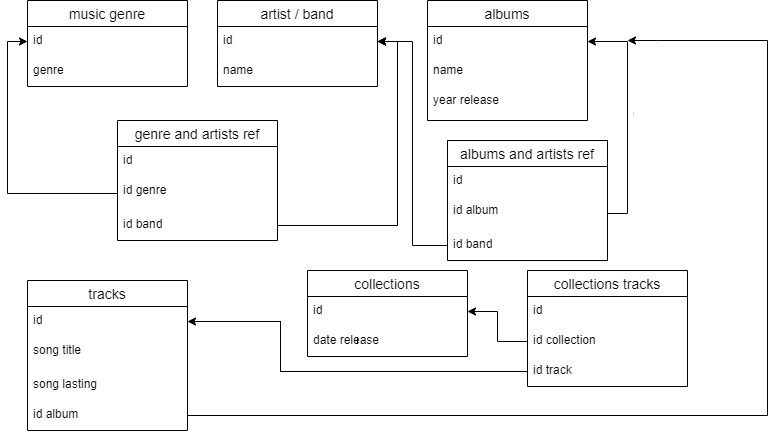 music genre
id
genre
artist / band
id
name
albums
id
name
year release
genre and artists ref
id
id genre
id band
albums and artists ref
id
id album
id band
tracks
id
song title
song lasting
id album
collections
id
date release
collections tracks
id
id collection
id track